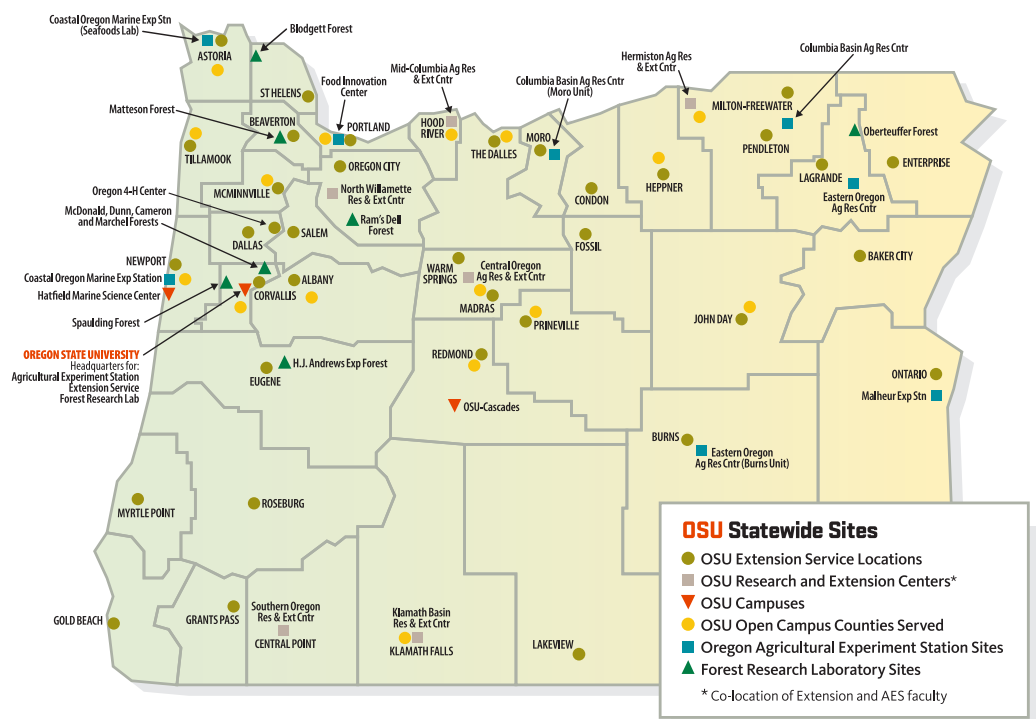 Coastal Oregon Marine Exp Stn
(Seafoods Lab)
Blodgett Forest
ASTORIA
ST HELENS
Matteson Forest
BEAVERTON
Food Innovation
Center
PORTLAND
Mid-Columbia Ag Res
& Ext Cntr
HOOD
RIVER
THE DALLES
Columbia Basin Ag Res Cntr
(Moro Unit)
MORO
Hermiston Ag Res
& Ext Cntr
Columbia Basin Ag Res Cntr
MILTON-FREEWATER
PENDLETON
Oberteuffer Forest
LAGRANDE
ENTERPRISE
Eastern Oregon
Ag Res Cntr
TILLAMOOK
OREGON CITY
MCMINNVILLE
North Willamette
Res & Ext Cntr
Ram's Dell
Forest
HEPPNER
CONDON
Oregon 4-H Center
McDonald, Dunn, Cameron
and Marchel Forests
DALLAS
SALEM
FOSSIL
BAKER CITY
NEWPORT
Coastal Oregon Marine Exp Station
Hatfield Marine Science Center
CORVALLIS
ALBANY
WARM
SPRINGS
Central Oregon
Ag Res & Ext Cntr
MADRAS
PRINEVILLE
JOHN DAY
Spaulding Forest
OREGON STATE UNIVERSITY
Headquarters for:
Agricultural Experiment Station
Extension Service
Forest Research Lab
EUGENE
H.J. Andrews Exp Forest
REDMOND
OSU-Cascades
ONTARIO
Malheur Exp Stn
BURNS
Eastern Oregon
Ag Res Cntr (Burns Unit)
MYRTLE POINT
ROSEBURG
GOLD BEACH
GRANTS PASS
Southern Oregon
Res & Ext Cntr
CENTRAL POINT
Klamath Basin
Res & Ext Cntr
KLAMATH FALLS
LAKEVIEW
OSU Statewide Sites
OSU Extension Service Locations
OSU Research and Extension Centers*
OSU Campuses
OSU Open Campus Counties Served
Oregon Agricultural Experiment Station Sites
Forest Research Laboratory Sites
* Co-location of Extension and AES faculty